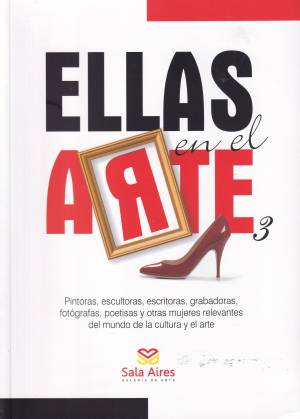 ELLAS
en el
ARTE
3
Pintoras, escultoras, escritoras, grabadoras,
fotógrafas, poetisas y otras mujeres relevantes
del mundo de la cultura y el arte
Sala Aires
GALERÍA DE ARTE